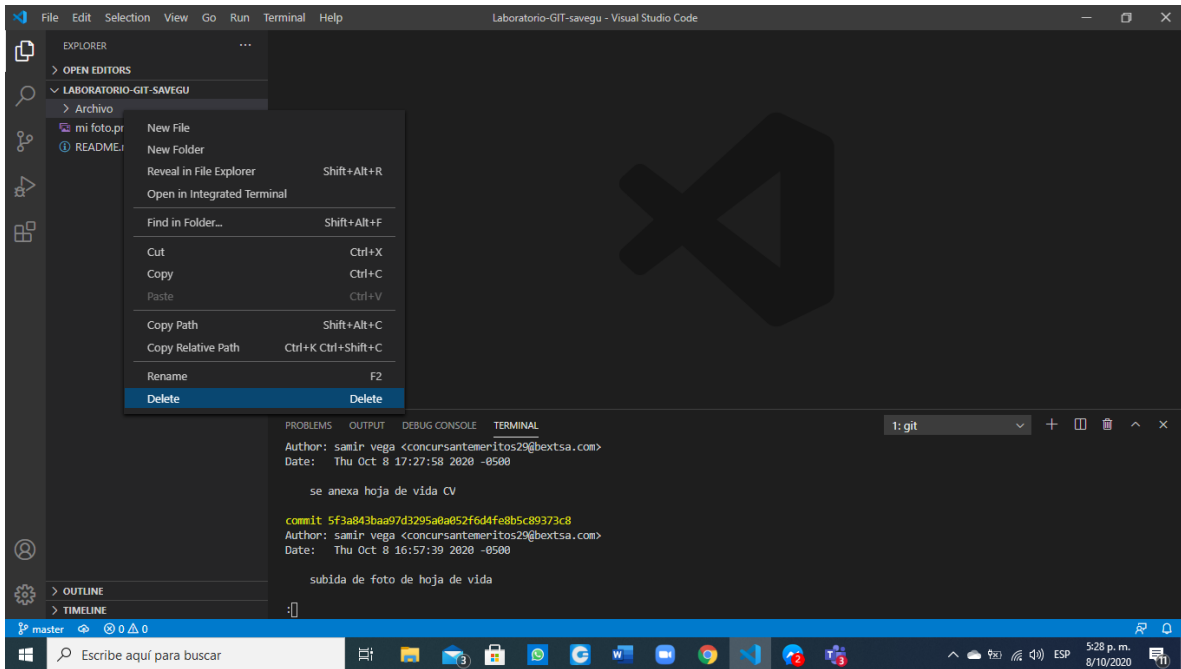 File Edit Selection View Go Run Terminal Help
Laboratorio-GIT-savegu - Visual Studio Code
EXPLORER
OPEN EDITORS
LABORATORIO-GIT-SAVEGU
Archivo
mi foto.pr
README.
New File
New Folder
Reveal in File Explorer Shift+Alt+R
Open in Integrated Terminal
Find in Folder... Shift+Alt+F
Cut Ctrl+X
Copy Ctrl+C
Paste Ctrl+V
Copy Path Shift+Alt+C
Copy Relative Path Ctrl+K Ctrl+Shift+C
Rename F2
Delete Delete
PROBLEMS OUTPUT DEBUG CONSOLE TERMINAL
1: git
Author: samir vega <concursantemeritos29@bextsa.com>
Date: Thu Oct 8 17:27:58 2020 -0500
se anexa hoja de vida CV
commit 5f3a843baa97d3295a0a052f6d4fe8b5c89373c8
Author: samir vega <concursantemeritos29@bextsa.com>
Date: Thu Oct 8 16:57:39 2020 -0500
subida de foto de hoja de vida
:
OUTLINE
TIMELINE
master 0 0
Escribe aquí para buscar
3
2
3
ESP
5:28 p. m.
8/10/2020
11